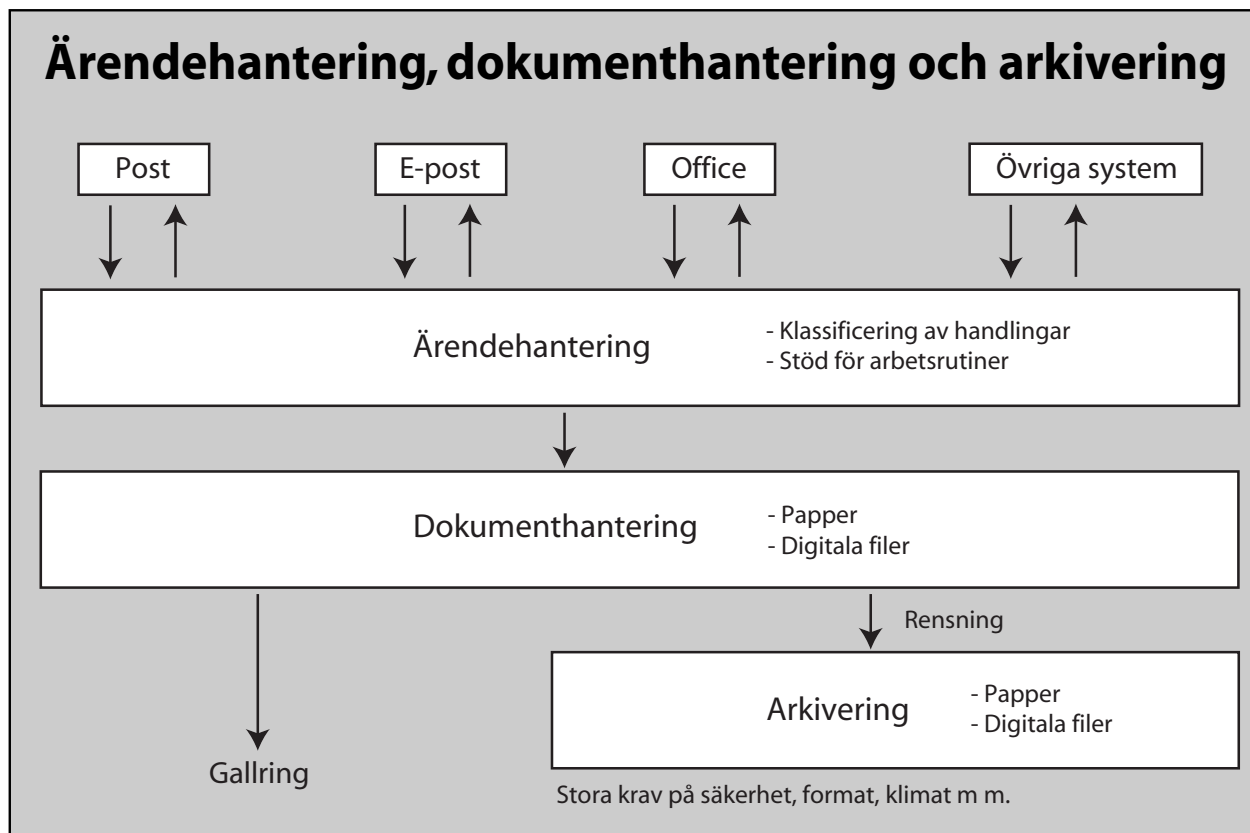 Ärendehantering, dokumenthantering och arkivering
Post
E-post
Office
Övriga system
Ärendehantering
- Klassificering av handlingar
- Stöd för arbetsrutiner
Dokumenthantering
- Papper
- Digitala filer
Rensning
Arkivering
- Papper
- Digitala filer
Gallring
Stora krav på säkerhet, format, klimat m m.